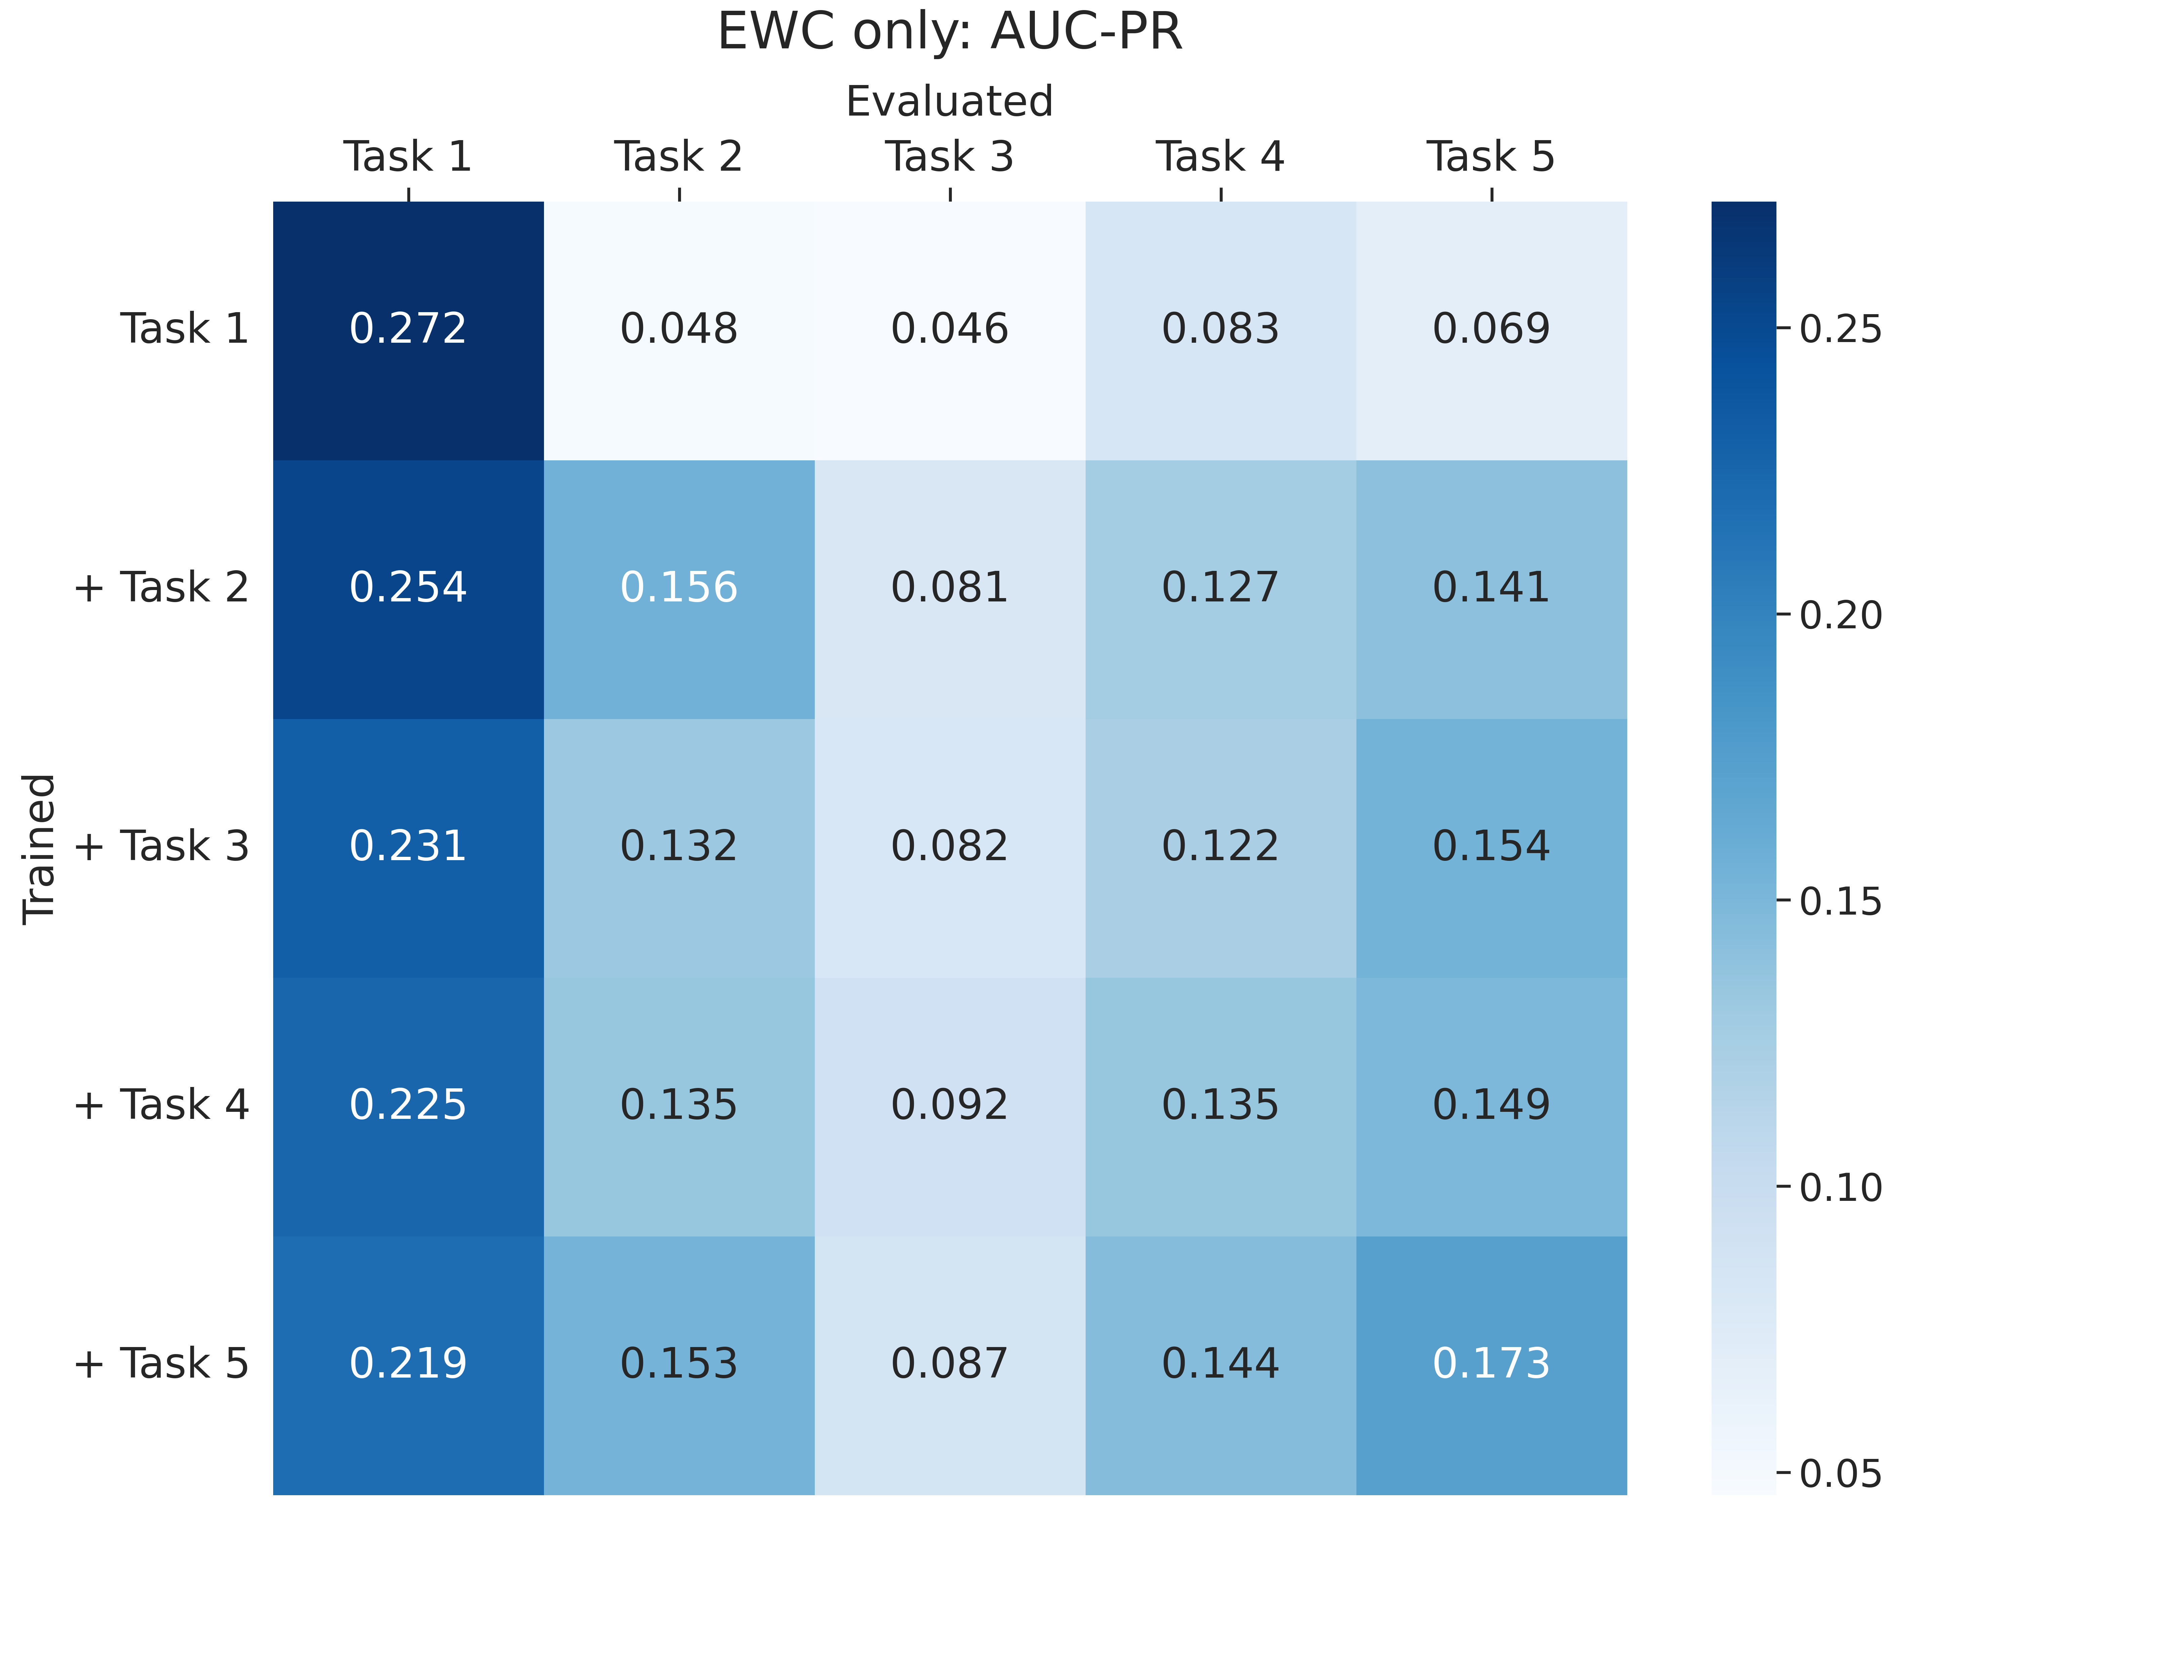 EWC only: AUC-PR
Evaluated
Task 1 Task 2 Task 3 Task 4 Task 5
Trained
Task 1 0.272 0.048 0.046 0.083 0.069
+ Task 2 0.254 0.156 0.081 0.127 0.141
+ Task 3 0.231 0.132 0.082 0.122 0.154
+ Task 4 0.225 0.135 0.092 0.135 0.149
+ Task 5 0.219 0.153 0.087 0.144 0.173
0.25
0.20
0.15
0.10
0.05